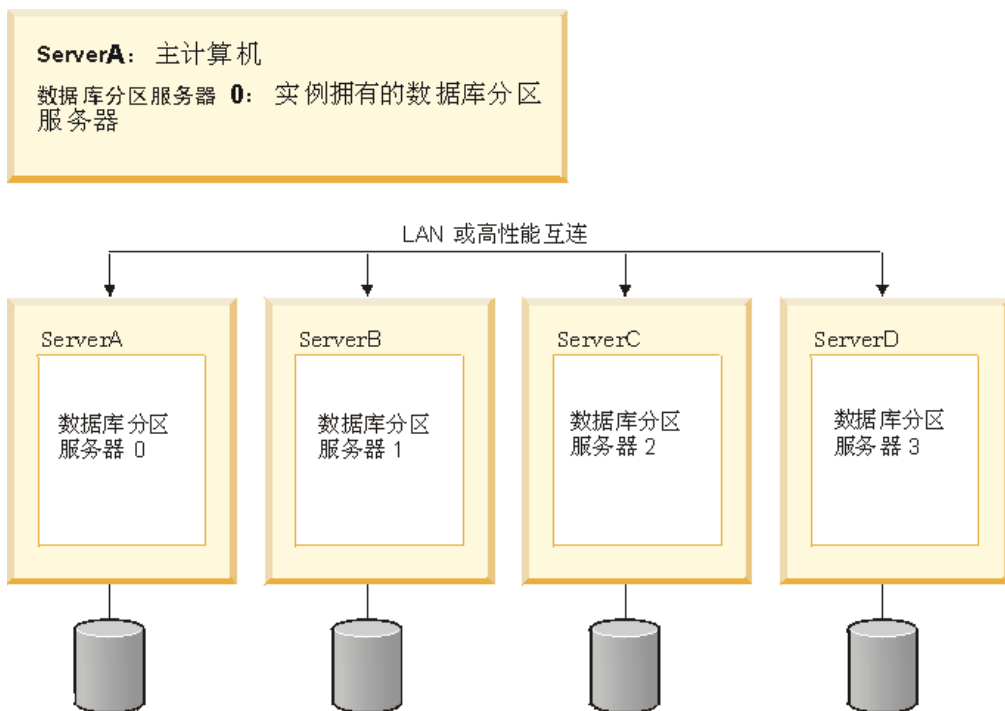 ServerA： 主计算机
数据库分区服务器 0： 实例拥有的数据库分区
服务器
LAN 或高性能互连
ServerA
ServerB
ServerC
ServerD
数据库分区
服务器 0
数据库分区
服务器 1
数据库分区
服务器 2
数据库分区
服务器 3